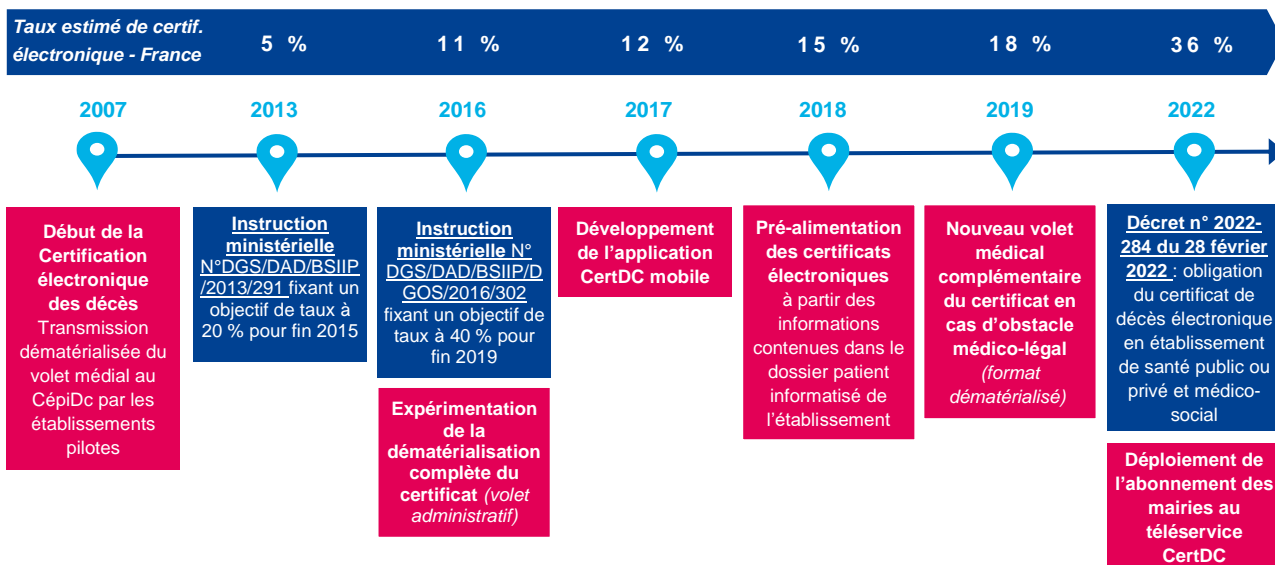 Taux estimé de certif.
électronique - France
5 %
11 %
12 %
15 %
18 %
36 %
2007
2013
2016
2017
2018
2019
2022
Début de la
Certification
électronique
des décès
Transmission
dématérialisée du
volet médial au
CépiDc par les
établissements
pilotes
Instruction
ministérielle
N°DGS/DAD/BSIIP
/2013/291 fixant un
objectif de taux à
20 % pour fin 2015
Instruction
ministérielle N°
DGS/DAD/BSIIP/D
GOS/2016/302
fixant un objectif de
taux à 40 % pour
fin 2019
Expérimentation
de la
dématérialisation
complète du
certificat (volet
administratif)
Développement
de l'application
CertDC mobile
Pré-alimentation
des certificats
électroniques
à partir des
informations
contenues dans le
dossier patient
informatisé de
l'établissement
Nouveau volet
médical
complémentaire
du certificat en
cas d'obstacle
médico-légal
(format
dématérialisé)
Décret n° 2022-
284 du 28 février
2022 : obligation
du certificat de
décès électronique
en établissement
de santé public ou
privé et médico-
social
Déploiement de
l'abonnement des
mairies au
téléservice
CertDC